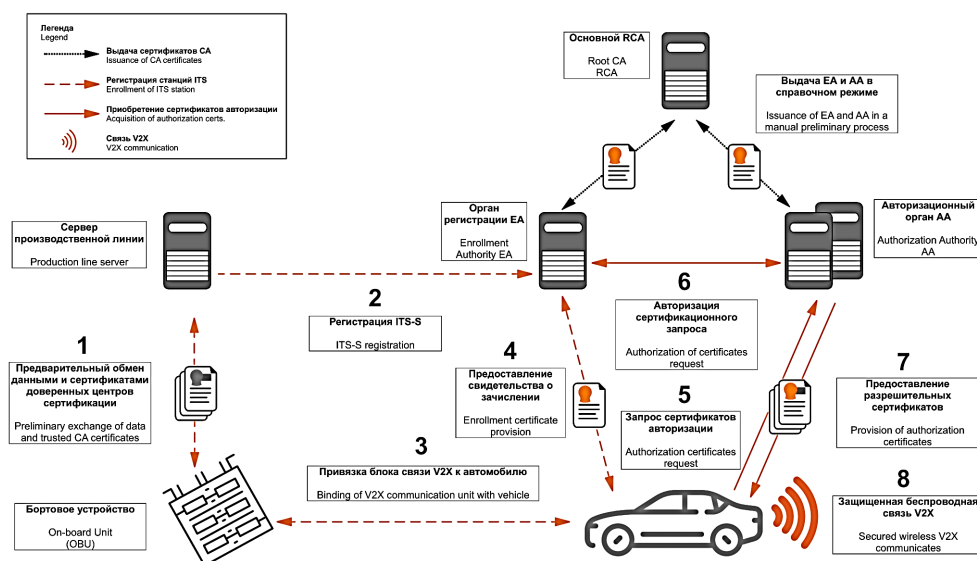 Легенда
Legend
Выдача сертификатов CA
Issuance of CA certificates
Регистрация станций ITS
Enrollment of ITS station
Приобретение сертификатов авторизации
Acquisition of authorization certs.
Связь V2X
V2X communication
Основной RCA
Root CA
RCA
Выдача EA и AA в
справочном режиме
Issuance of EA and AA in a
manual preliminary process
Сервер
производственной линии
Production line server
Орган
регистрации EA
Enrollment
Authority EA
Авторизационный
орган AA
Authorization Authority
AA
1
Предварительный обмен
данными и сертификатами
доверенных центров
сертификации
Preliminary exchange of data
and trusted CA certificates
2
Регистрация ITS-S
ITS-S registration
3
Привязка блока связи V2X к автомобилю
Binding of V2X communication unit with vehicle
4
Предоставление
свидетельства о
зачислении
Enrollment certificate
provision
5
Запрос сертификатов
авторизации
Authorization certificates
request
6
Авторизация
сертификационного
запроса
Authorization of certificates
request
7
Предоставление
разрешительных
сертификатов
Provision of authorization
certificates
8
Защищенная беспроводная
связь V2X
Secured wireless V2X
communicates
Бортовое устройство
On-board Unit
(OBU)